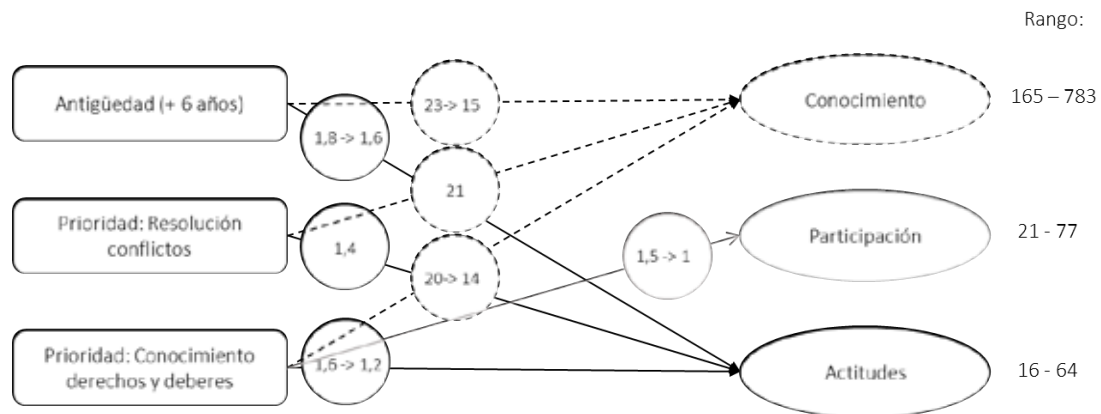 Rango:
Antigüedad (+ 6 años)
23-> 15
Conocimiento
165 – 783
1,8 -> 1,6
21
Prioridad: Resolución
conflictos
1,4
Participación
21 - 77
1,5 -> 1
20-> 14
Prioridad: Conocimiento
derechos y deberes
1,6 -> 1,2
Actitudes
16 - 64